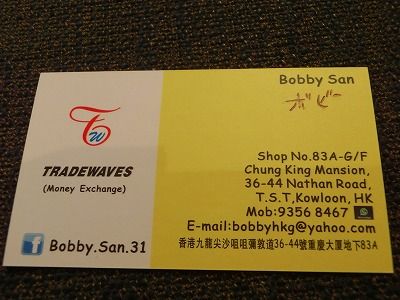 TW
TRADEWAVES
(Money Exchange)
f Bobby.San.31
Bobby San
ボビー
Shop No.83A-G/F
Chung King Mansion,
36-44 Nathan Road,
T.S.T,Kowloon, HK
Mob:9356 8467
E-mail:bobbyhkg@yahoo.com
香港九龍尖沙咀咀彌敦道36-44號重慶大厦地下83A